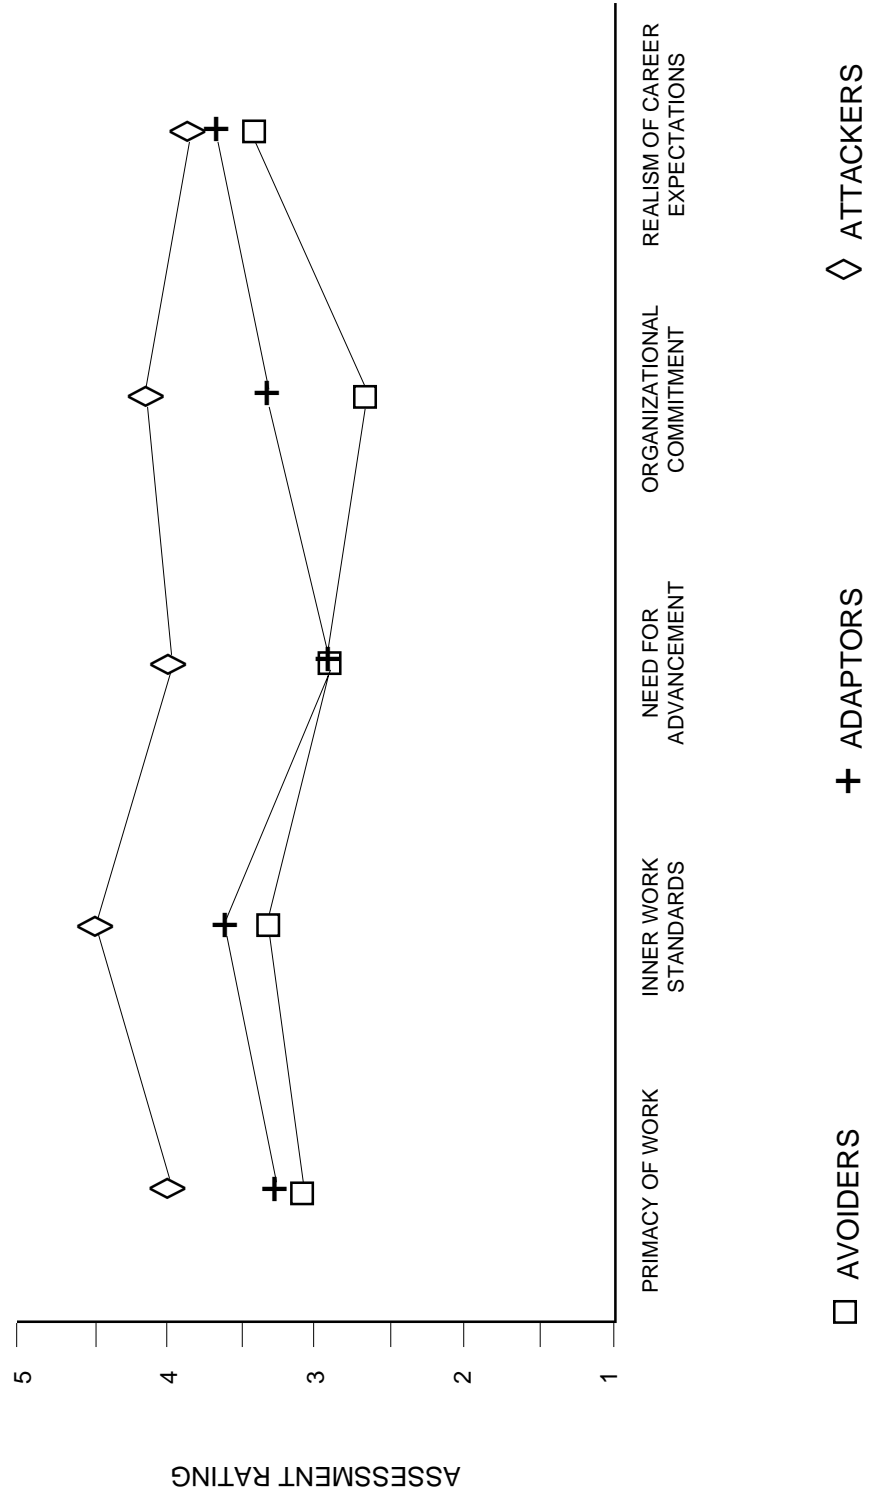 ASSESSMENT RATING
5
4
3
2
1
PRIMACY OF WORK
INNER WORK
STANDARDS
NEED FOR
ADVANCEMENT
ORGANIZATIONAL
COMMITMENT
REALISM OF CAREER
EXPECTATIONS
AVOIDERS
ADAPTORS
ATTACKERS